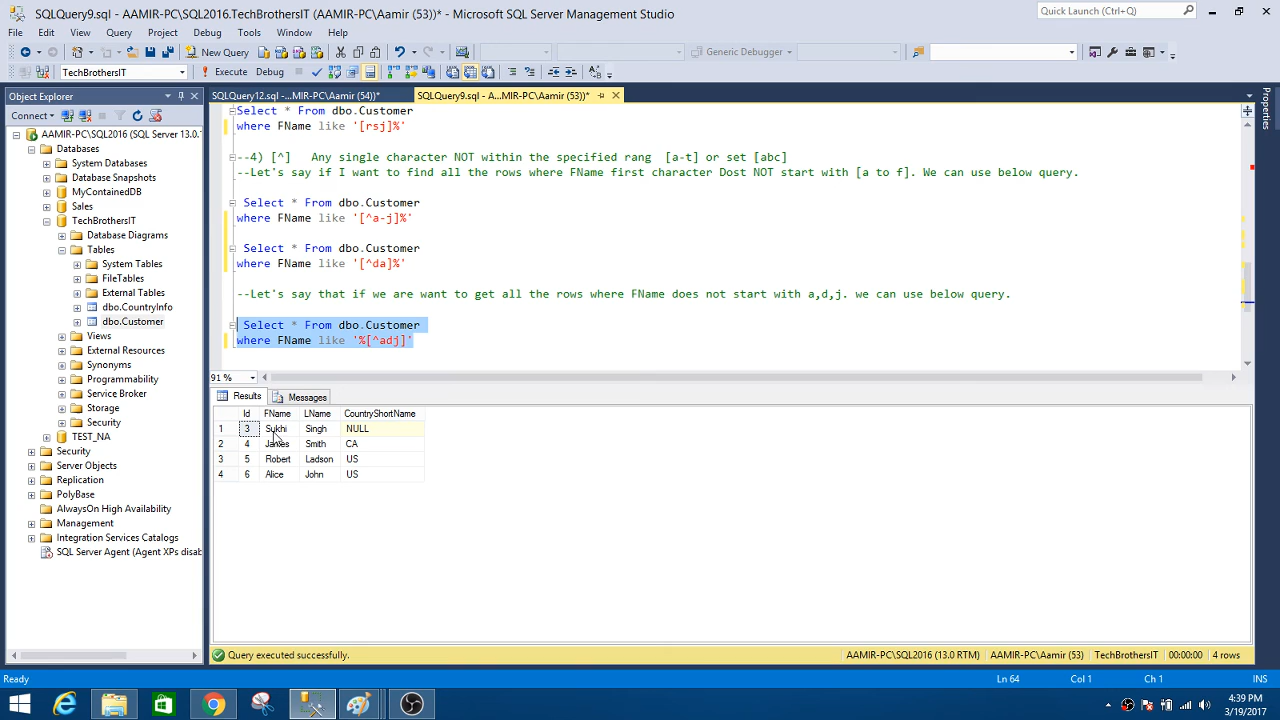 SQLQuery9.sql - AAMIR-PC\SQL2016.TechBrothersIT (AAMIR-PC\Aamir (53))* - Microsoft SQL Server Management Studio
Quick Launch (Ctrl+Q)
File Edit View Query Project Debug Tools Window Help
New Query
Generic Debugger
TechBrothersIT
Execute Debug
Object Explorer
SQLQuery12.sql -...MIR-PC\Aamir (54))*
SQLQuery9.sql - A...MIR-PC\Aamir (53))*
Properties
Connect
AAMIR-PC\SQL2016 (SQL Server 13.0.
Databases
System Databases
Database Snapshots
MyContainedDB
Sales
TechBrothersIT
Database Diagrams
Tables
System Tables
FileTables
External Tables
dbo.CountryInfo
dbo.Customer
Views
External Resources
Synonyms
Programmability
Service Broker
Storage
Security
TEST_NA
Security
Server Objects
Replication
PolyBase
AlwaysOn High Availability
Management
Integration Services Catalogs
SQL Server Agent (Agent XPs disab
Select * From dbo.Customer
where FName like '[rsj]%'
--4) [^]   Any single character NOT within the specified rang  [a-t] or set [abc]
--Let's say if I want to find all the rows where FName first character Dost NOT start with [a to f]. We can use below query.
Select * From dbo.Customer
where FName like '[^a-j]%'
Select * From dbo.Customer
where FName like '[^da]%'
--Let's say that if we are want to get all the rows where FName does not start with a,d,j. we can use below query.
Select * From dbo.Customer
where FName like '%[^adj]'
91 %
Results Messages
Id FName LName CountryShortName
1 3 Sukhi Singh NULL
2 4 James Smith CA
3 5 Robert Ladson US
4 6 Alice John US
Query executed successfully.
AAMIR-PC\SQL2016 (13.0 RTM) AAMIR-PC\Aamir (53) TechBrothersIT 00:00:00 4 rows
Ready
Ln 64 Col 1 Ch 1 INS
4:39 PM
3/19/2017